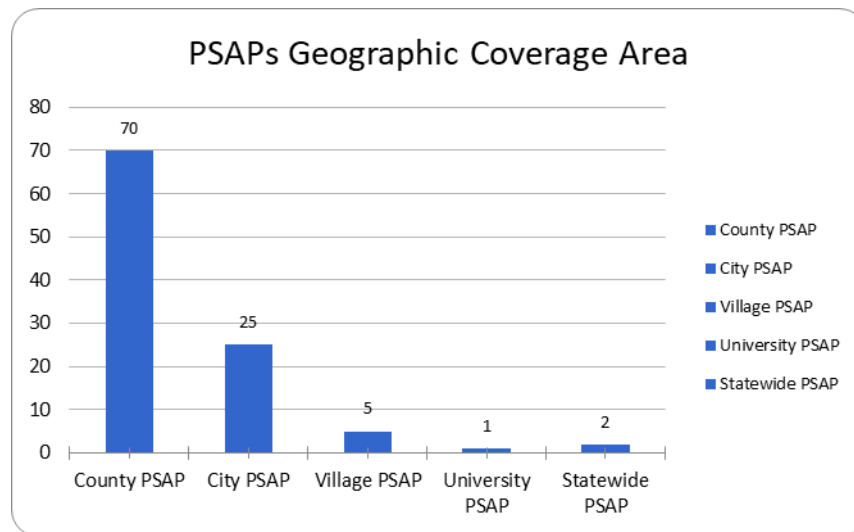 PSAPs Geographic Coverage Area
80
70
60
50
40
30
20
10
0
70
25
5
1
2
County PSAP
City PSAP
Village PSAP
University
PSAP
Statewide
PSAP
County PSAP
City PSAP
Village PSAP
University PSAP
Statewide PSAP